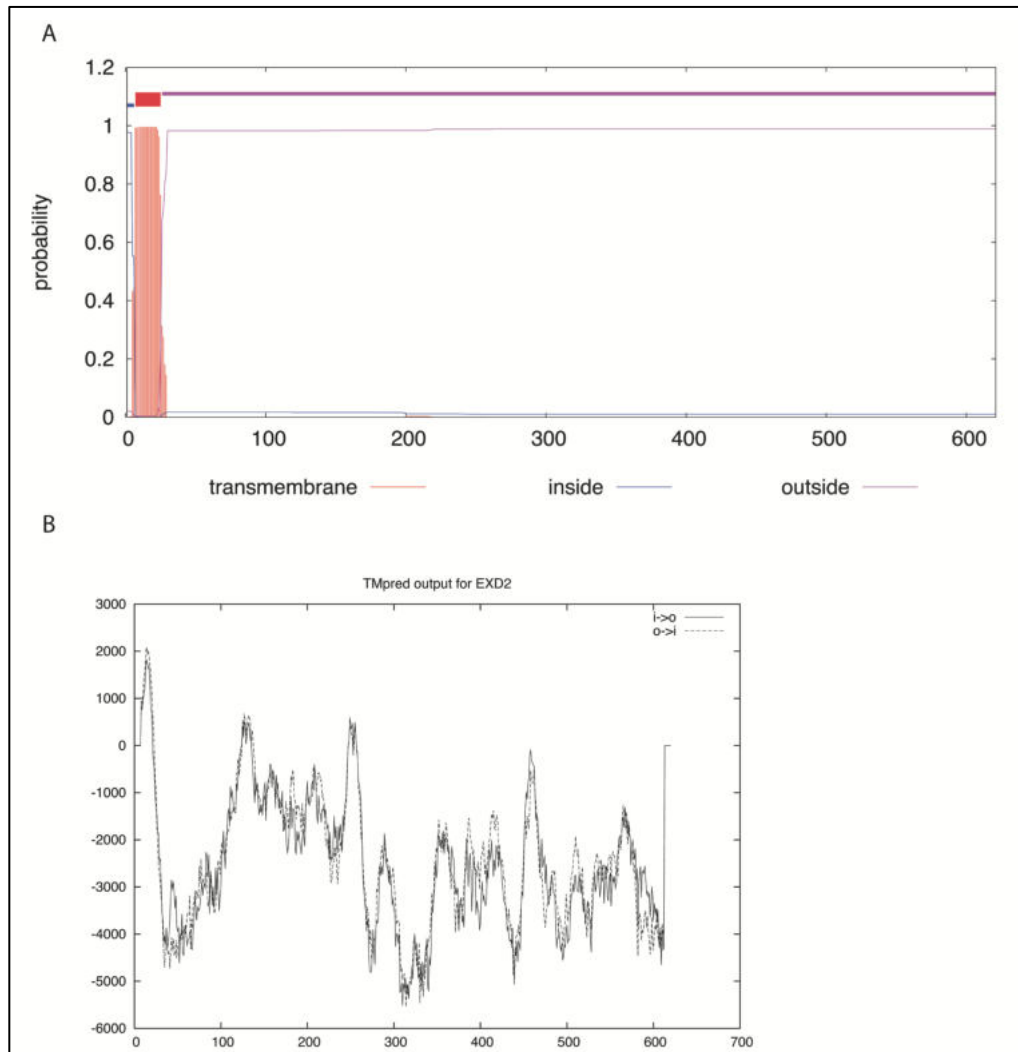 A
1.2
1
0.8
0.6
0.4
0.2
0
probability
0 100 200 300 400 500 600
transmembrane inside outside
B
TMpred output for EXD2
3000
2000
1000
0
-1000
-2000
-3000
-4000
-5000
-6000
i->o
o->i
0 100 200 300 400 500 600 700